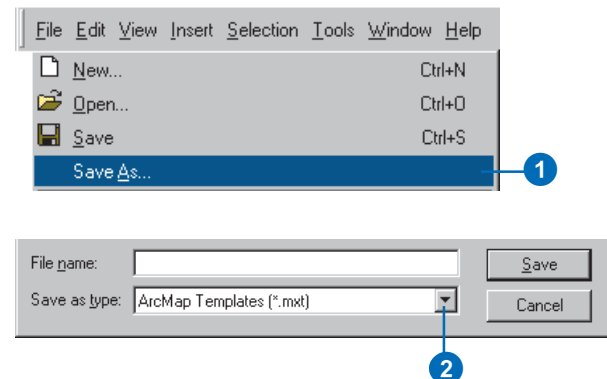 File Edit View Insert Selection Tools Window Help
New... Ctrl+N
Open... Ctrl+O
Save Ctrl+S
Save As...
1
File name: Save
Save as type: ArcMap Templates (*.mxt) Cancel
2